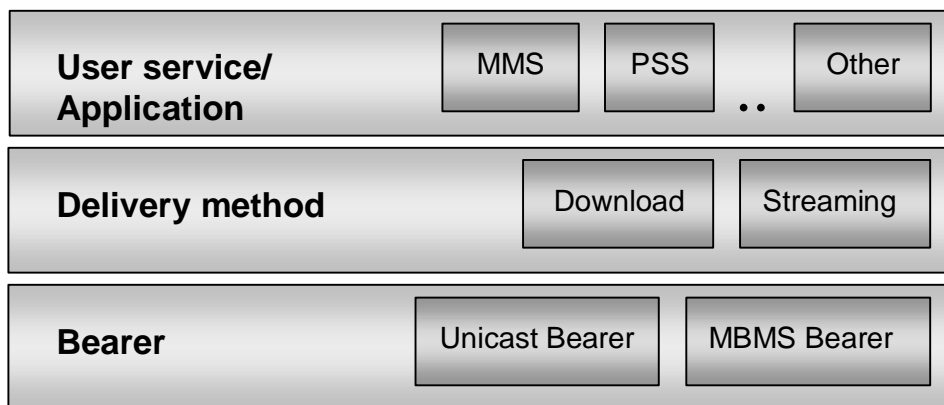 User service/
Application
MMS
PSS
..
Other
Delivery method
Download
Streaming
Bearer
Unicast Bearer
MBMS Bearer